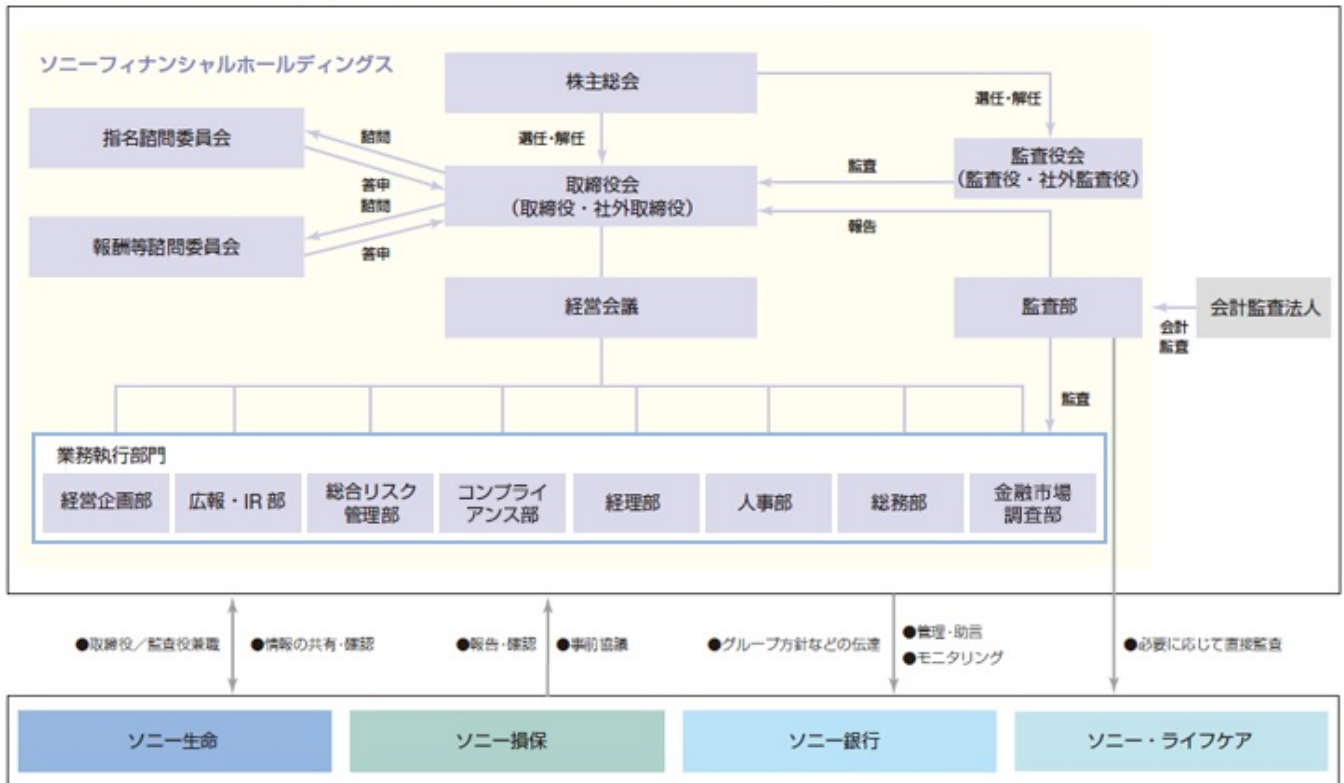 ソニーフィナンシャルホールディングス
株主総会
選任・解任
選任・解任
指名諮問委員会
諮問
答申
取締役会
(取締役・社外取締役)
監査
監査役会
(監査役・社外監査役)
諮問
答申
報酬等諮問委員会
報告
経営会議
監査部
会計
監査
会計監査法人
監査
業務執行部門
経営企画部
広報・IR 部
総合リスク
管理部
コンプライ
アンス部
経理部
人事部
総務部
金融市場
調査部
●取締役／監査役兼職
●情報の共有・確認
●報告・確認
●事前協議
●グループ方針などの伝達
●管理・助言
●モニタリング
●必要に応じて直接監査
ソニー生命
ソニー損保
ソニー銀行
ソニー・ライフケア